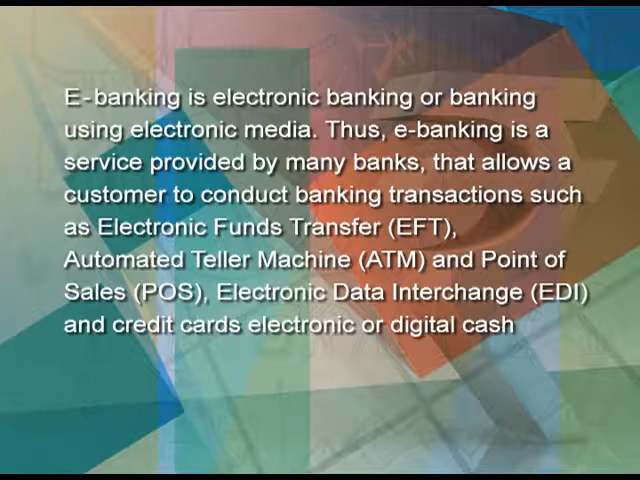 E-banking is electronic banking or banking
using electronic media. Thus, e-banking is a
service provided by many banks, that allows a
customer to conduct banking transactions such
as Electronic Funds Transfer (EFT),
Automated Teller Machine (ATM) and Point of
Sales (POS), Electronic Data Interchange (EDI)
and credit cards electronic or digital cash